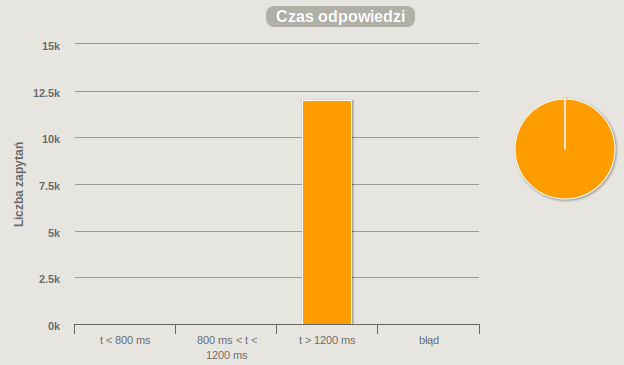 Czas odpowiedzi
Liczba zapytań
15k
12.5k
10k
7.5k
5k
2.5k
0k
t < 800 ms
800 ms < t <
1200 ms
t > 1200 ms
błąd